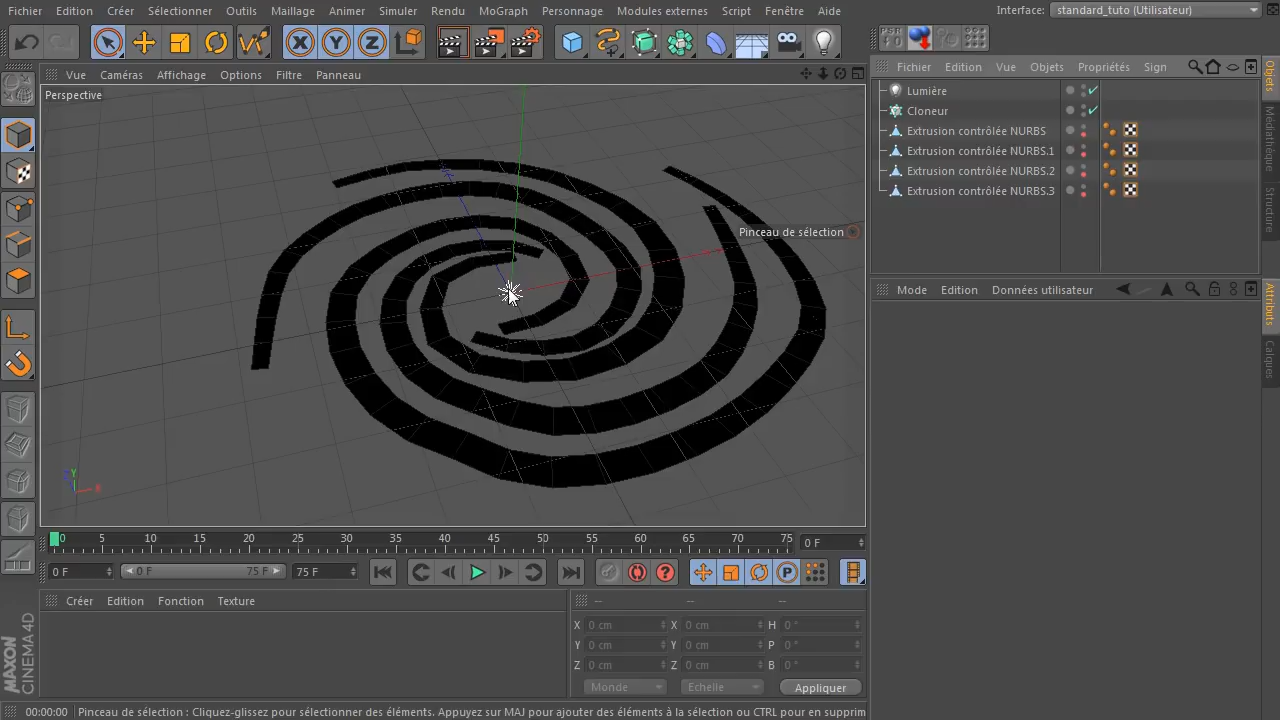 Fichier Edition Créer Sélectionner Outils Maillage Animer Simuler Rendu MoGraph Personnage Modules externes Script Fenêtre Aide Interface: standard_tuto (Utilisateur)
X Y Z PSR 0
Vue Caméras Affichage Options Filtre Panneau
Fichier Edition Vue Objets Propriétés Sign
Perspective
Lumière
Cloneur
Extrusion contrôlée NURBS
Extrusion contrôlée NURBS.1
Extrusion contrôlée NURBS.2
Extrusion contrôlée NURBS.3
Objets
Médiathèque
Structure
Pinceau de sélection
Mode Edition Données utilisateur
Attributs
Calques
Y
0 5 10 15 20 25 30 35 40 45 50 55 60 65 70 75 0 F
0 F 0 F 75 F 75 F ? P
Créer Edition Fonction Texture
-- -- --
X 0 cm X 0 cm H 0 °
Y 0 cm Y 0 cm P 0 °
Z 0 cm Z 0 cm B 0 °
Monde Echelle Appliquer
MAXON
CINEMA 4D
00:00:00 Pinceau de sélection : Cliquez-glissez pour sélectionner des éléments. Appuyez sur MAJ pour ajouter des éléments à la sélection ou CTRL pour en supprim